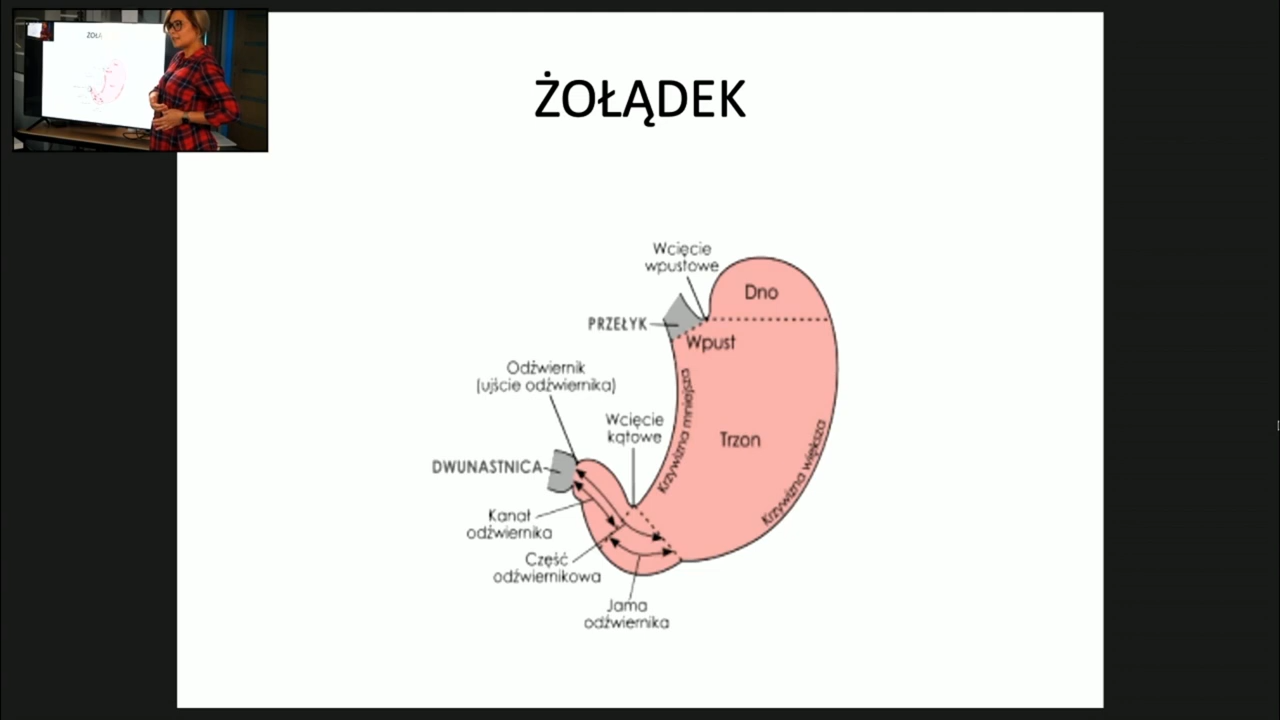 ŻOŁĄDEK
Wcięcie
wpustowe
Dno
PRZEŁYK
Wpust
Odźwiernik
(ujście odźwiernika)
Krzywizna mniejsza
Wcięcie
kątowe
Trzon
Krzywizna większa
DWUNASTNICA
Kanał
odźwiernika
Część
odźwiernikowa
Jama
odźwiernika